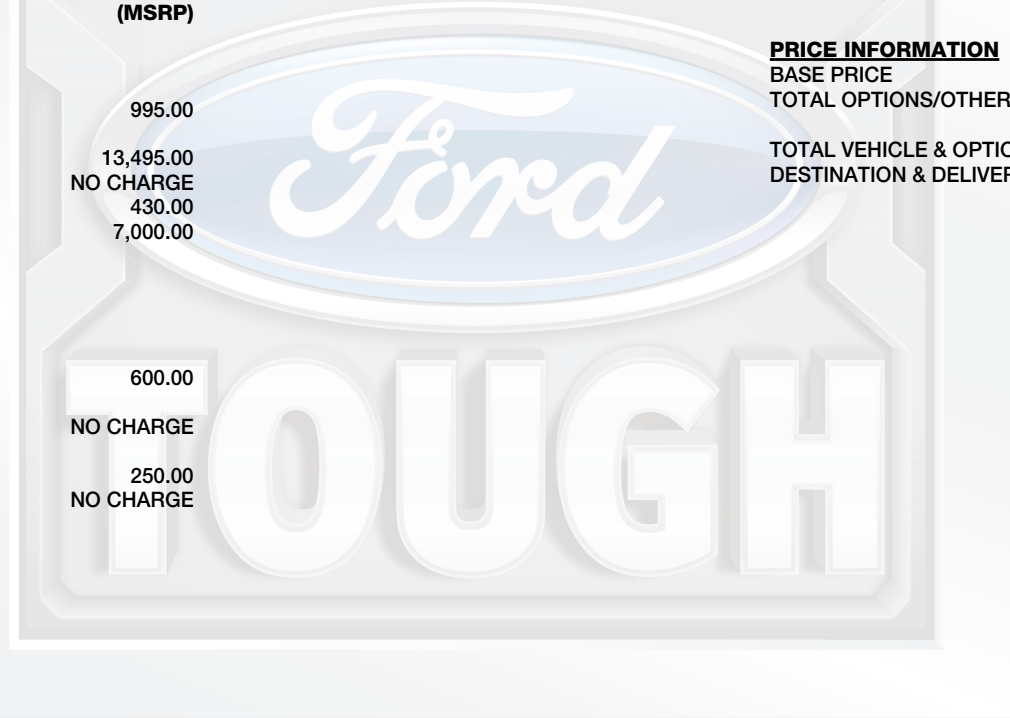 (MSRP)
995.00
13,495.00
NO CHARGE
430.00
7,000.00
600.00
NO CHARGE
250.00
NO CHARGE
PRICE INFORMATION
BASE PRICE
TOTAL OPTIONS/OTHER
TOTAL VEHICLE & OPTIO
DESTINATION & DELIVER
Ford
TOUGH